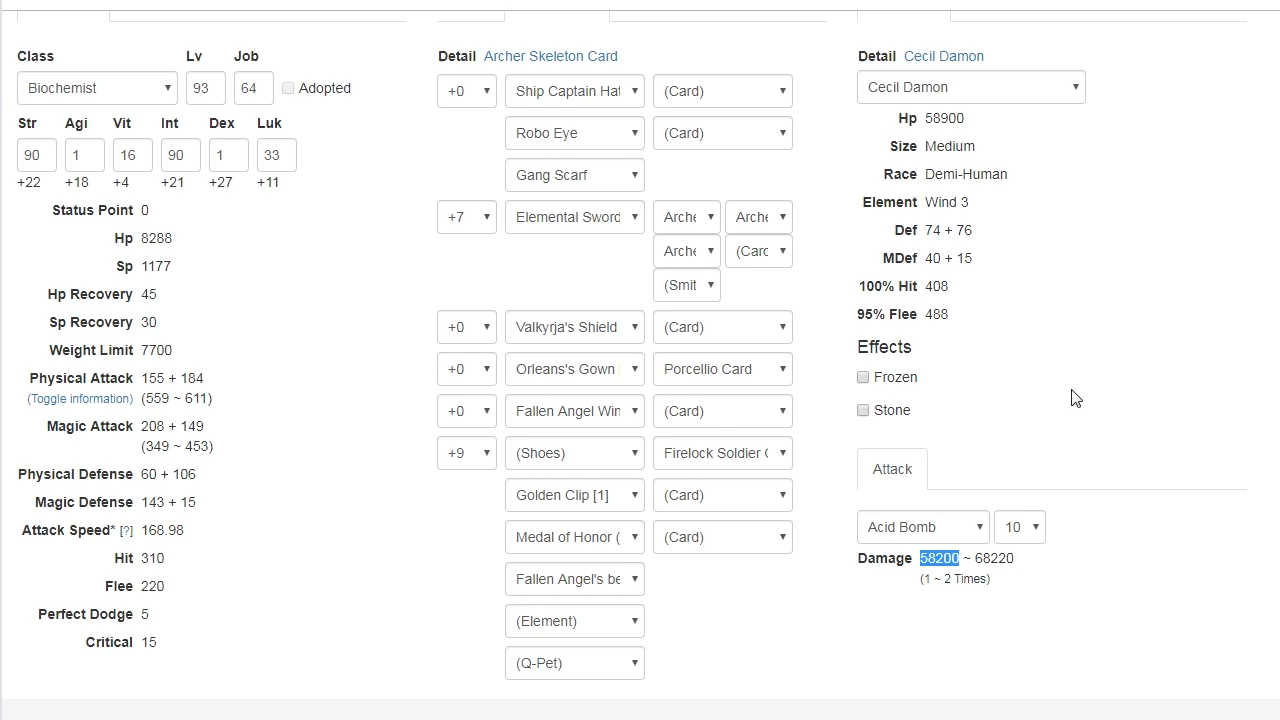 Class Lv Job
Biochemist 93 64 Adopted
Str Agi Vit Int Dex Luk
90 1 16 90 1 33
+22 +18 +4 +21 +27 +11
Status Point 0
Hp 8288
Sp 1177
Hp Recovery 45
Sp Recovery 30
Weight Limit 7700
Physical Attack 155 + 184
(Toggle information) (559 ~ 611)
Magic Attack 208 + 149
(349 ~ 453)
Physical Defense 60 + 106
Magic Defense 143 + 15
Attack Speed* [?] 168.98
Hit 310
Flee 220
Perfect Dodge 5
Critical 15
Detail Archer Skeleton Card
+0 Ship Captain Hat (Card)
Robo Eye (Card)
Gang Scarf
+7 Elemental Sword Arche Arche
Arche (Card
(Smit
+0 Valkyrja's Shield (Card)
+0 Orleans's Gown Porcellio Card
+0 Fallen Angel Win (Card)
+9 (Shoes) Firelock Soldier C
Golden Clip [1] (Card)
Medal of Honor ( (Card)
Fallen Angel's be
(Element)
(Q-Pet)
Detail Cecil Damon
Cecil Damon
Hp 58900
Size Medium
Race Demi-Human
Element Wind 3
Def 74 + 76
MDef 40 + 15
100% Hit 408
95% Flee 488
Effects
Frozen
Stone
Attack
Acid Bomb 10
Damage 58200 ~ 68220
(1 ~ 2 Times)